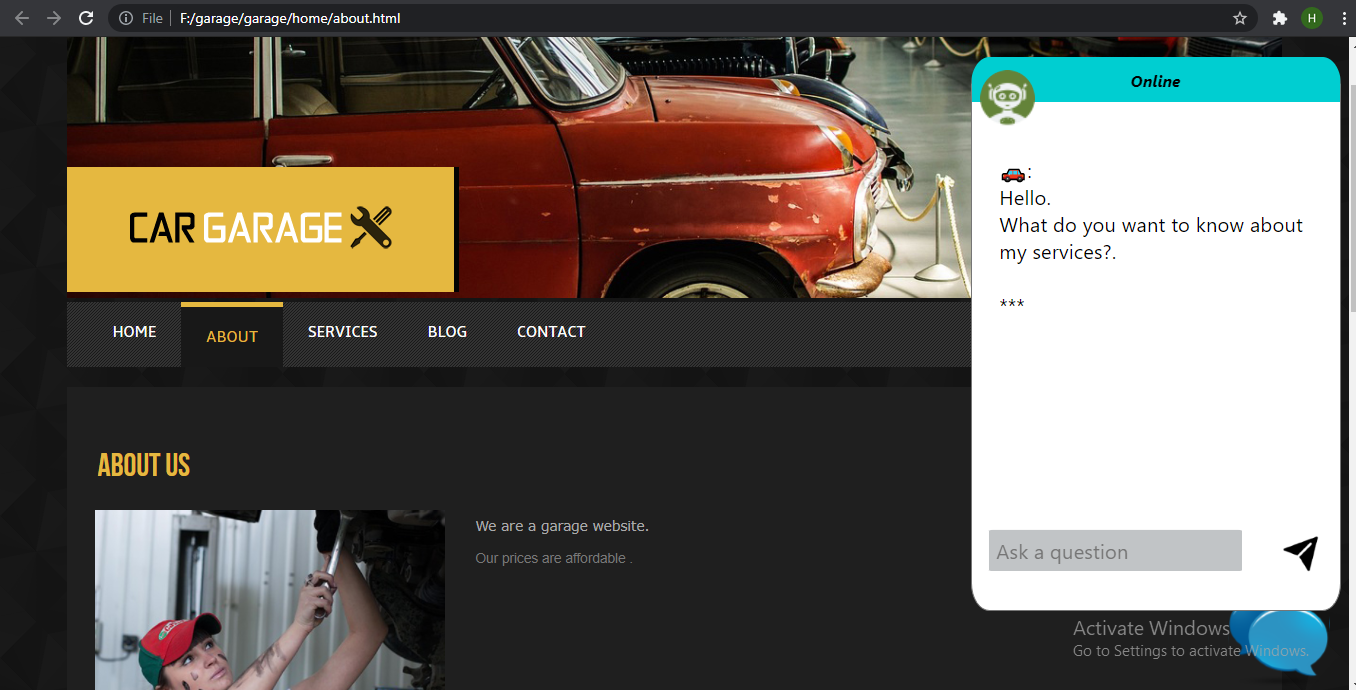 File F:/garage/garage/home/about.html
H
CAR GARAGE
HOME ABOUT SERVICES BLOG CONTACT
ABOUT US
We are a garage website.
Our prices are affordable .
Online
🚗:
Hello.
What do you want to know about
my services?.
***
Ask a question
Activate Windows
Go to Settings to activate Windows.